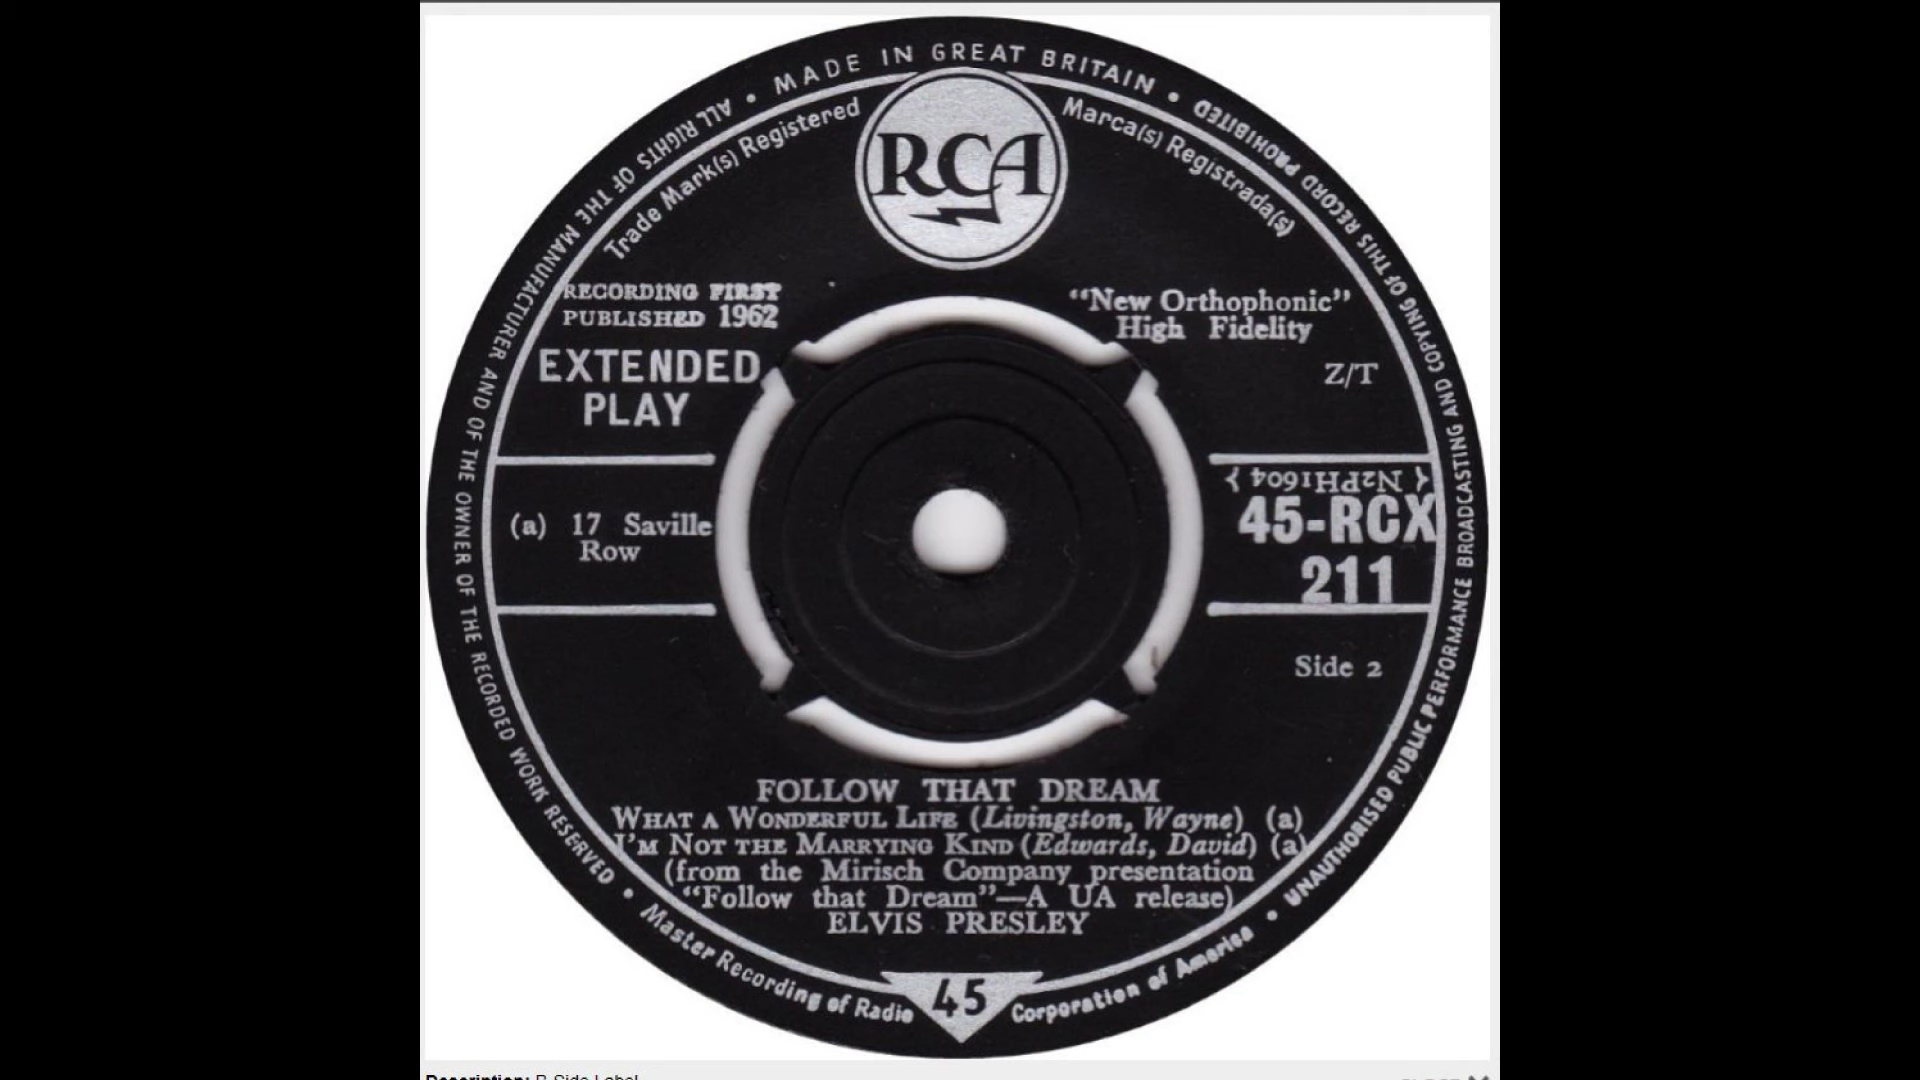 MADE IN GREAT BRITAIN
ALL RIGHTS OF THE MANUFACTURER AND OF THE OWNER OF THE RECORDED WORK RESERVED
UNAUTHORISED PUBLIC PERFORMANCE BROADCASTING AND COPYING OF THIS RECORD PROHIBITED
Trade Mark(s) Registered
RCA
Marca(s) Registrada(s)
RECORDING FIRST
PUBLISHED 1962
EXTENDED
PLAY
"New Orthophonic"
High Fidelity
Z/T
(a) 17 Saville
Row
{ N2PH1604 }
45-RCX
211
Side 2
FOLLOW THAT DREAM
WHAT A WONDERFUL LIFE (Livingston, Wayne) (a)
I'M NOT THE MARRYING KIND (Edwards, David) (a)
(from the Mirisch Company presentation
"Follow that Dream"—A UA release)
ELVIS PRESLEY
Master Recording of Radio Corporation of America
45
Description: B Side Label